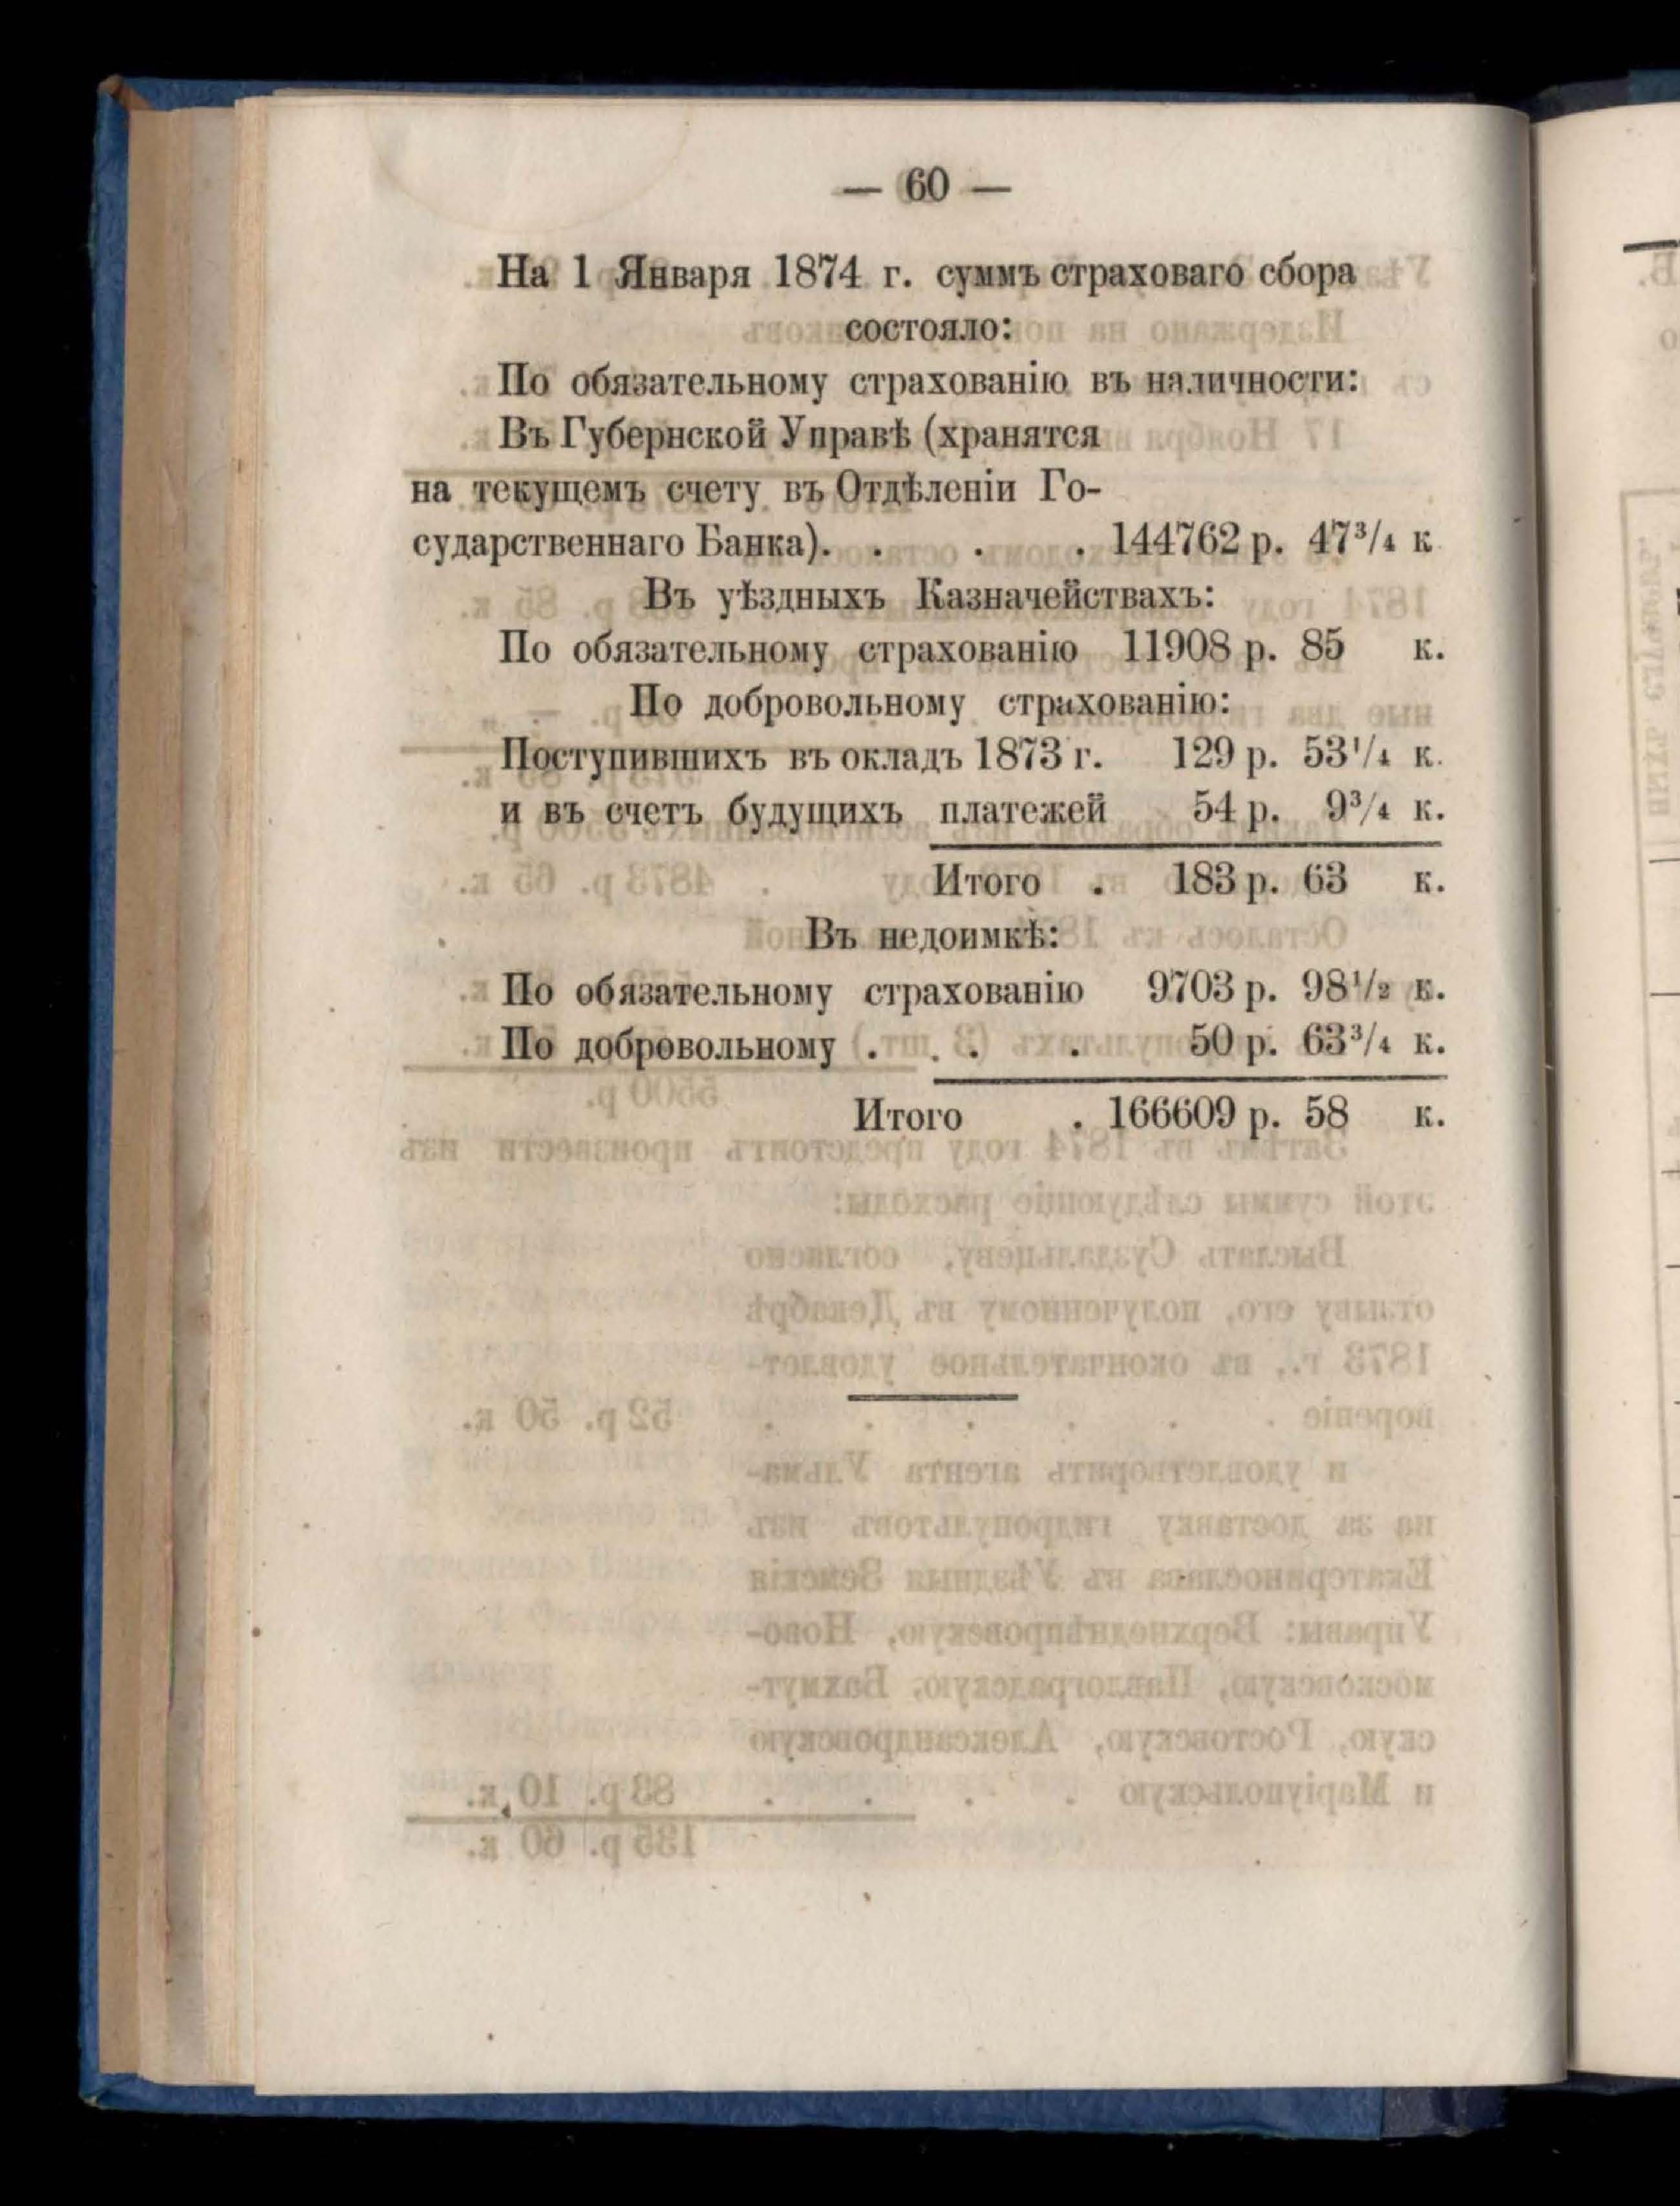 — 60 —
На 1 Января 1874 г. суммъ страховаго сбора
состояло:
По обязательному страхованію въ наличности:
Въ Губернской Управѣ (хранятся
на текущемъ счету въ Отдѣленіи Го-
сударственнаго Банка). . . . 144762 р. 47³/₄ к
Въ уѣздныхъ Казначействахъ:
По обязательному страхованію 11908 р. 85 к.
По добровольному страхованію:
Поступившихъ въ окладъ 1873 г. 129 р. 53¹/₄ к.
и въ счетъ будущихъ платежей 54 р. 9³/₄ к.
Итого . 183 р. 63 к.
Въ недоимкѣ:
По обязательному страхованію 9703 р. 98¹/₂ к.
По добровольному . . . . 50 р. 63³/₄ к.
Итого . 166609 р. 58 к.